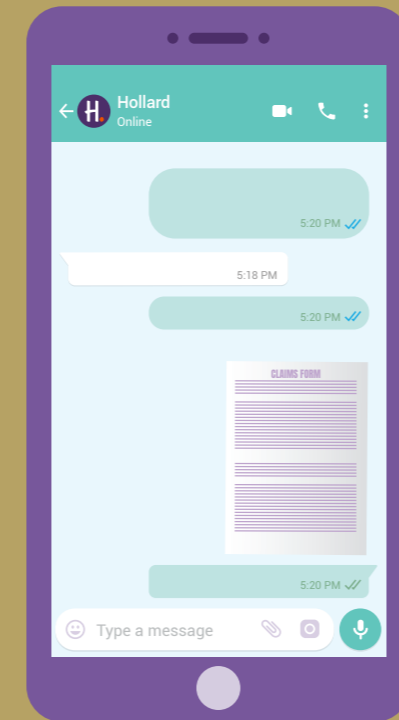 H.
Hollard
Online
5:20 PM
5:18 PM
5:20 PM
CLAIMS FORM
5:20 PM
Type a message